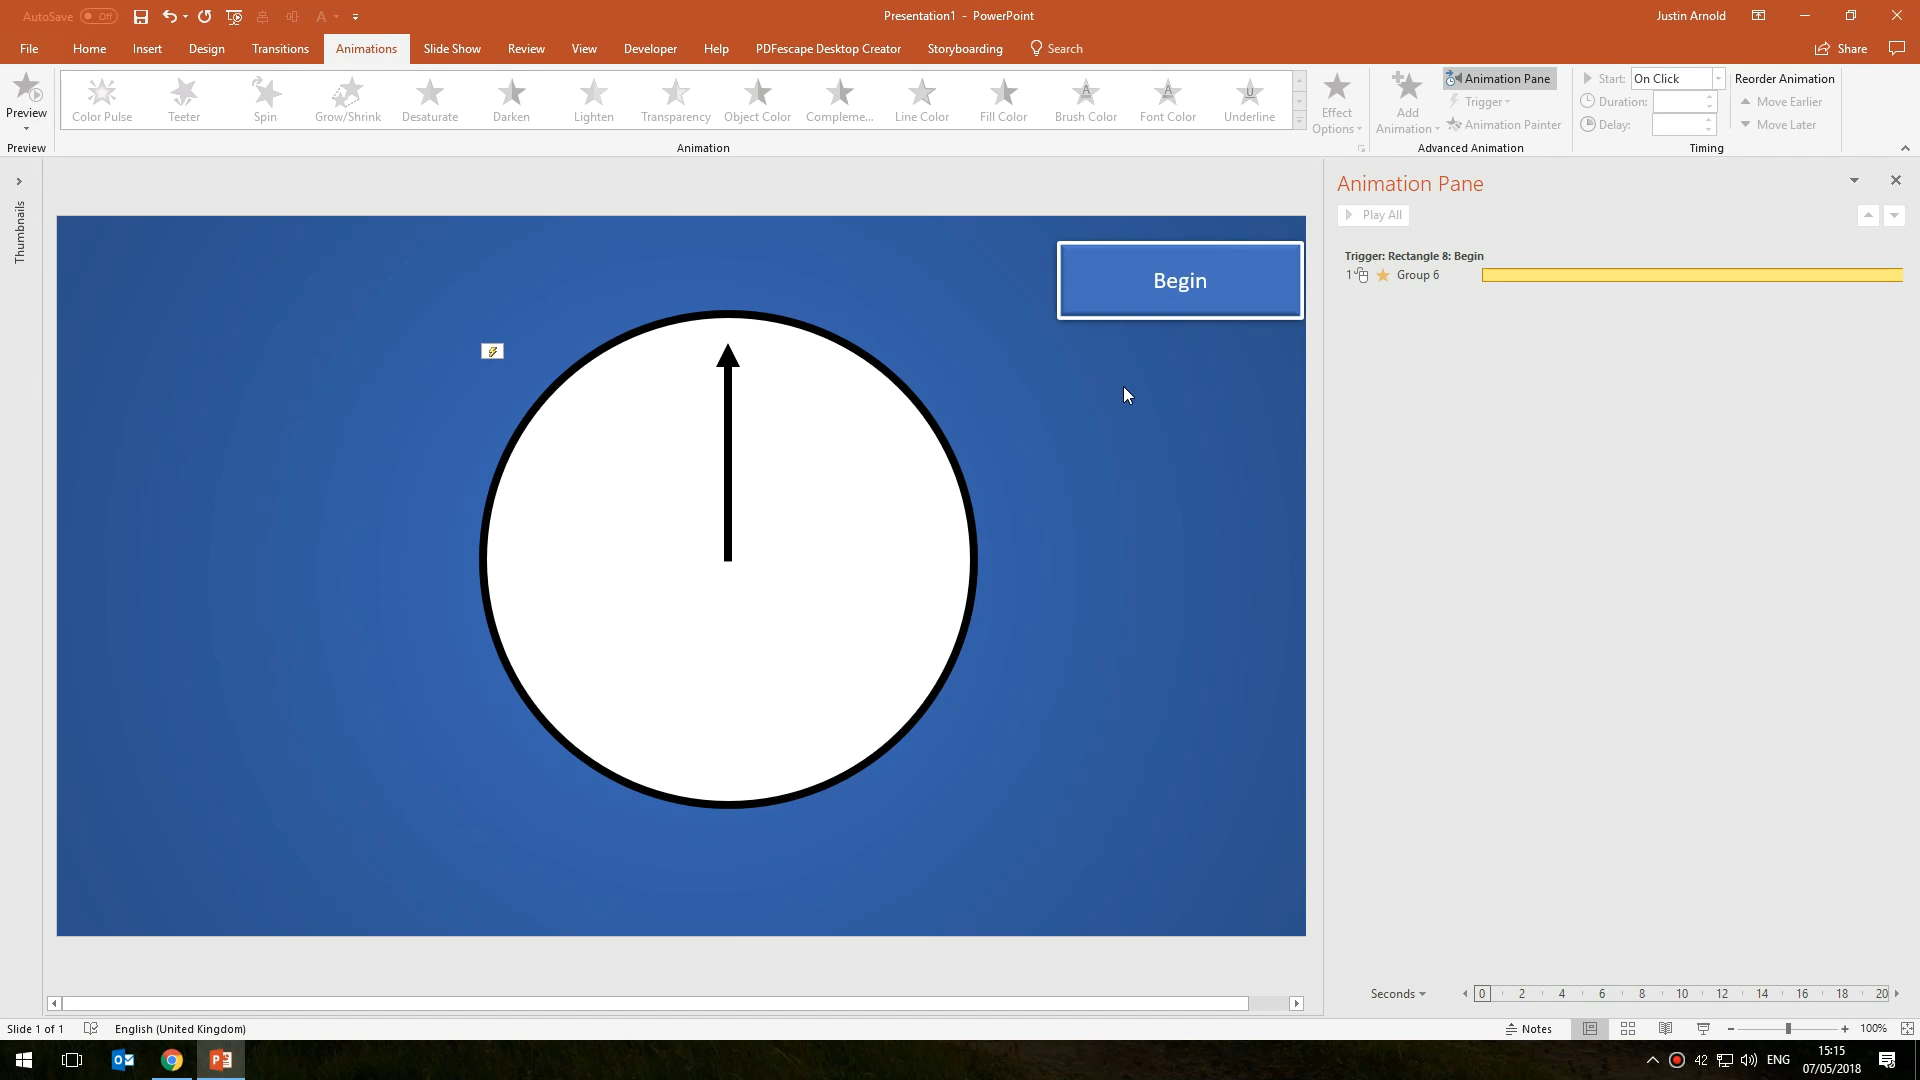 AutoSave Off
Presentation1 - PowerPoint
Justin Arnold
File Home Insert Design Transitions Animations Slide Show Review View Developer Help PDFescape Desktop Creator Storyboarding Search Share
Preview
Color Pulse Teeter Spin Grow/Shrink Desaturate Darken Lighten Transparency Object Color Compleme... Line Color Fill Color Brush Color Font Color Underline
Effect Options
Add Animation
Animation Pane
Trigger
Animation Painter
Start: On Click
Duration:
Delay:
Reorder Animation
Move Earlier
Move Later
Preview Animation Advanced Animation Timing
Thumbnails
Begin
Animation Pane
Play All
Trigger: Rectangle 8: Begin
1 Group 6
Seconds 0 2 4 6 8 10 12 14 16 18 20
Slide 1 of 1 English (United Kingdom) Notes 100%
42 ENG 15:15
07/05/2018